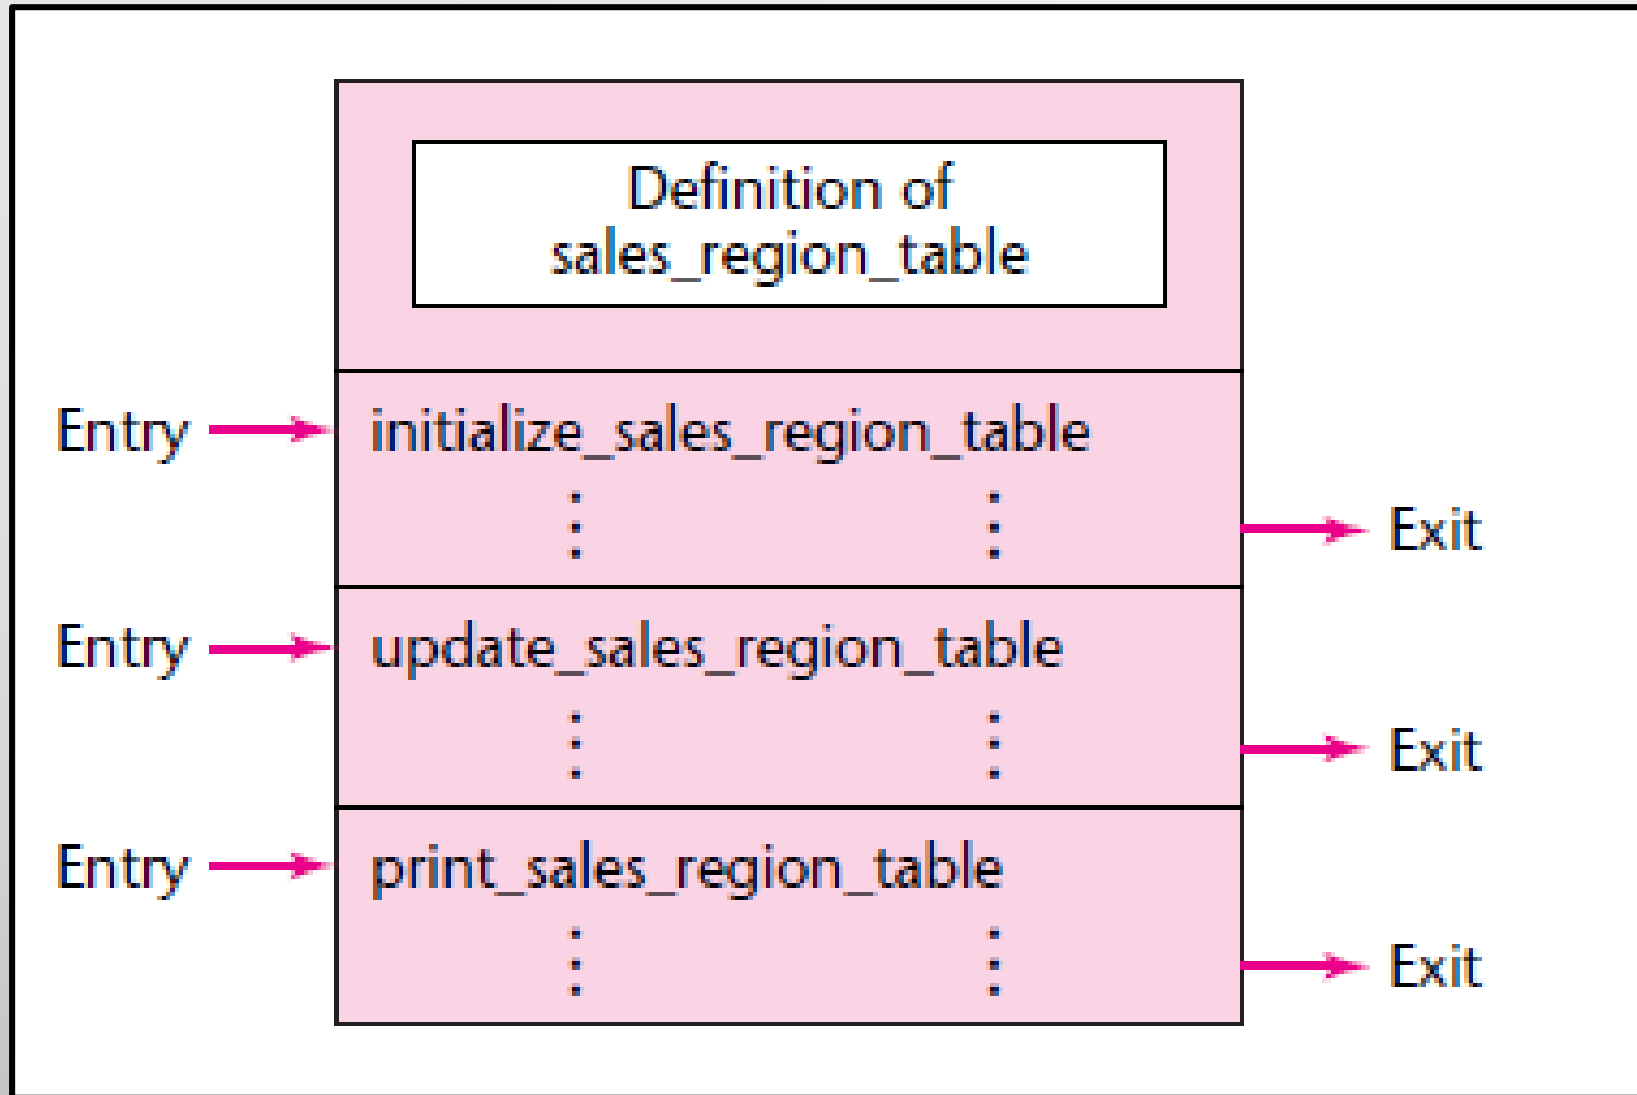 Definition of
sales_region_table
Entry
initialize_sales_region_table
Exit
Entry
update_sales_region_table
Exit
Entry
print_sales_region_table
Exit